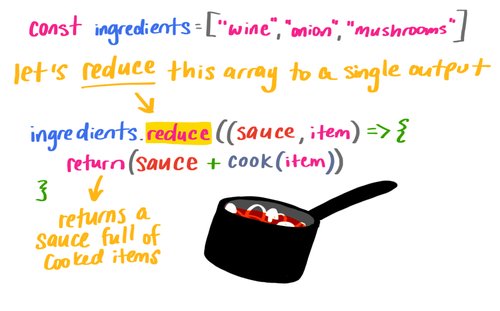 const ingredients = ["wine", "onion", "mushrooms"]
let's reduce this array to a single output
ingredients.reduce((sauce, item) => {
return(sauce + cook(item))
}
returns a
sauce full of
cooked items